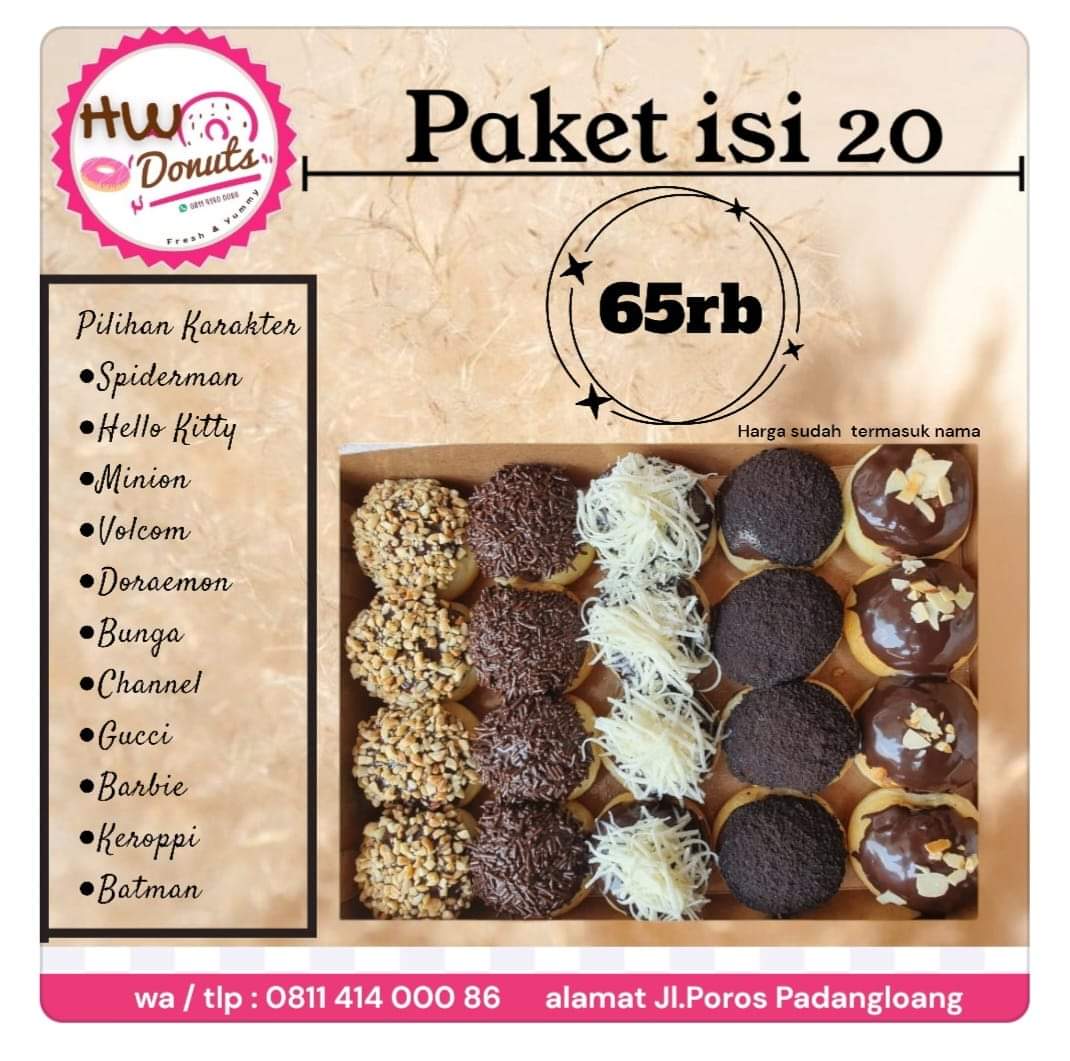 HW
Donuts
Fresh & Yummy
Paket isi 20
65rb
Harga sudah termasuk nama
Pilihan Karakter
•Spiderman
•Hello Kitty
•Minion
•Volcom
•Doraemon
•Bunga
•Channel
•Gucci
•Barbie
•Keroppi
•Batman
wa / tlp : 0811 414 000 86 alamat Jl.Poros Padangloang